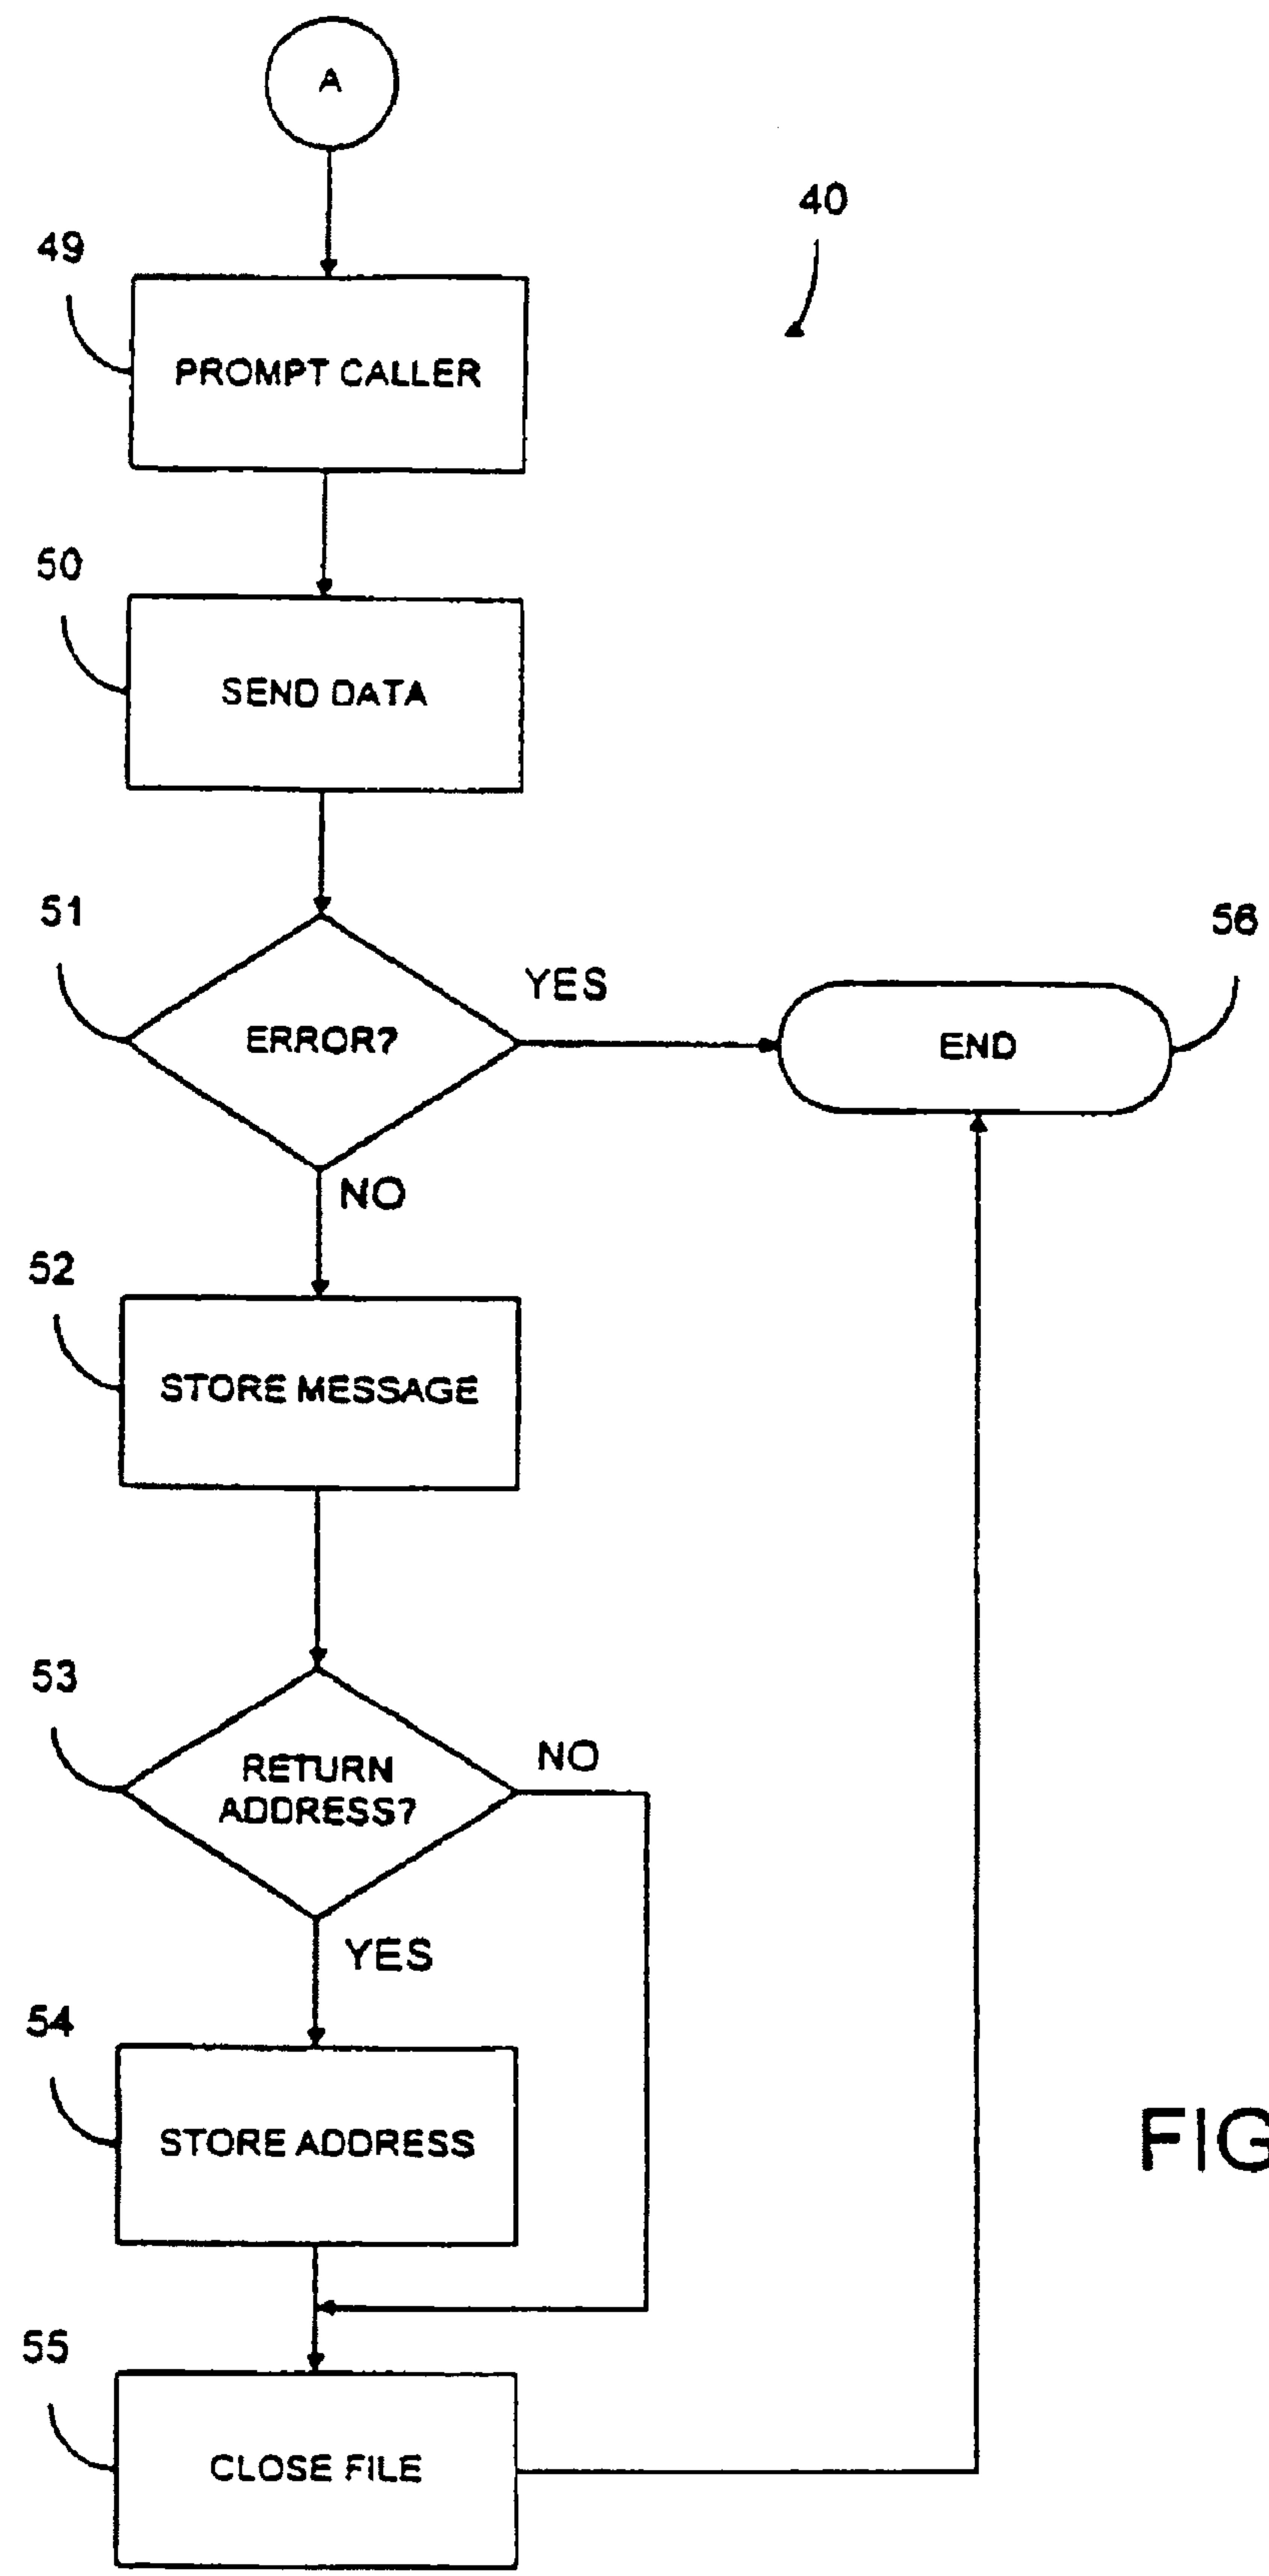 A
40
49
PROMPT CALLER
50
SEND DATA
51
YES
56
ERROR?
END
NO
52
STORE MESSAGE
53
NO
RETURN
ADDRESS?
YES
54
STORE ADDRESS
FIG
55
CLOSE FILE